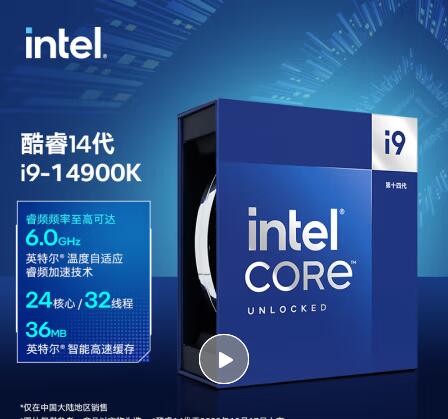 intel.
酷睿14代
i9-14900K
睿频频率至高可达
6.0GHz
英特尔® 温度自适应
睿频加速技术
24核心 / 32线程
36MB
英特尔® 智能高速缓存
i9
第十四代
intel®
CORE™
UNLOCKED
*仅在中国大陆地区销售